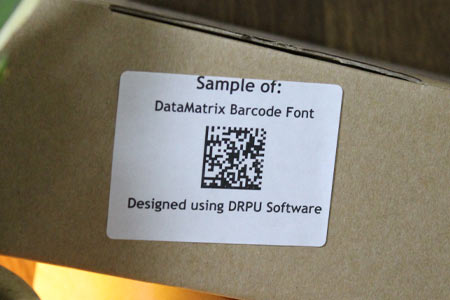 Sample of:
DataMatrix Barcode Font
Designed using DRPU Software